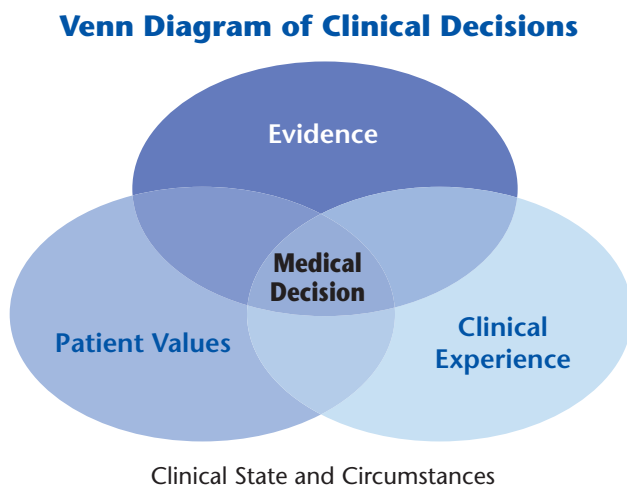 Venn Diagram of Clinical Decisions
Evidence
Medical
Decision
Patient Values
Clinical
Experience
Clinical State and Circumstances